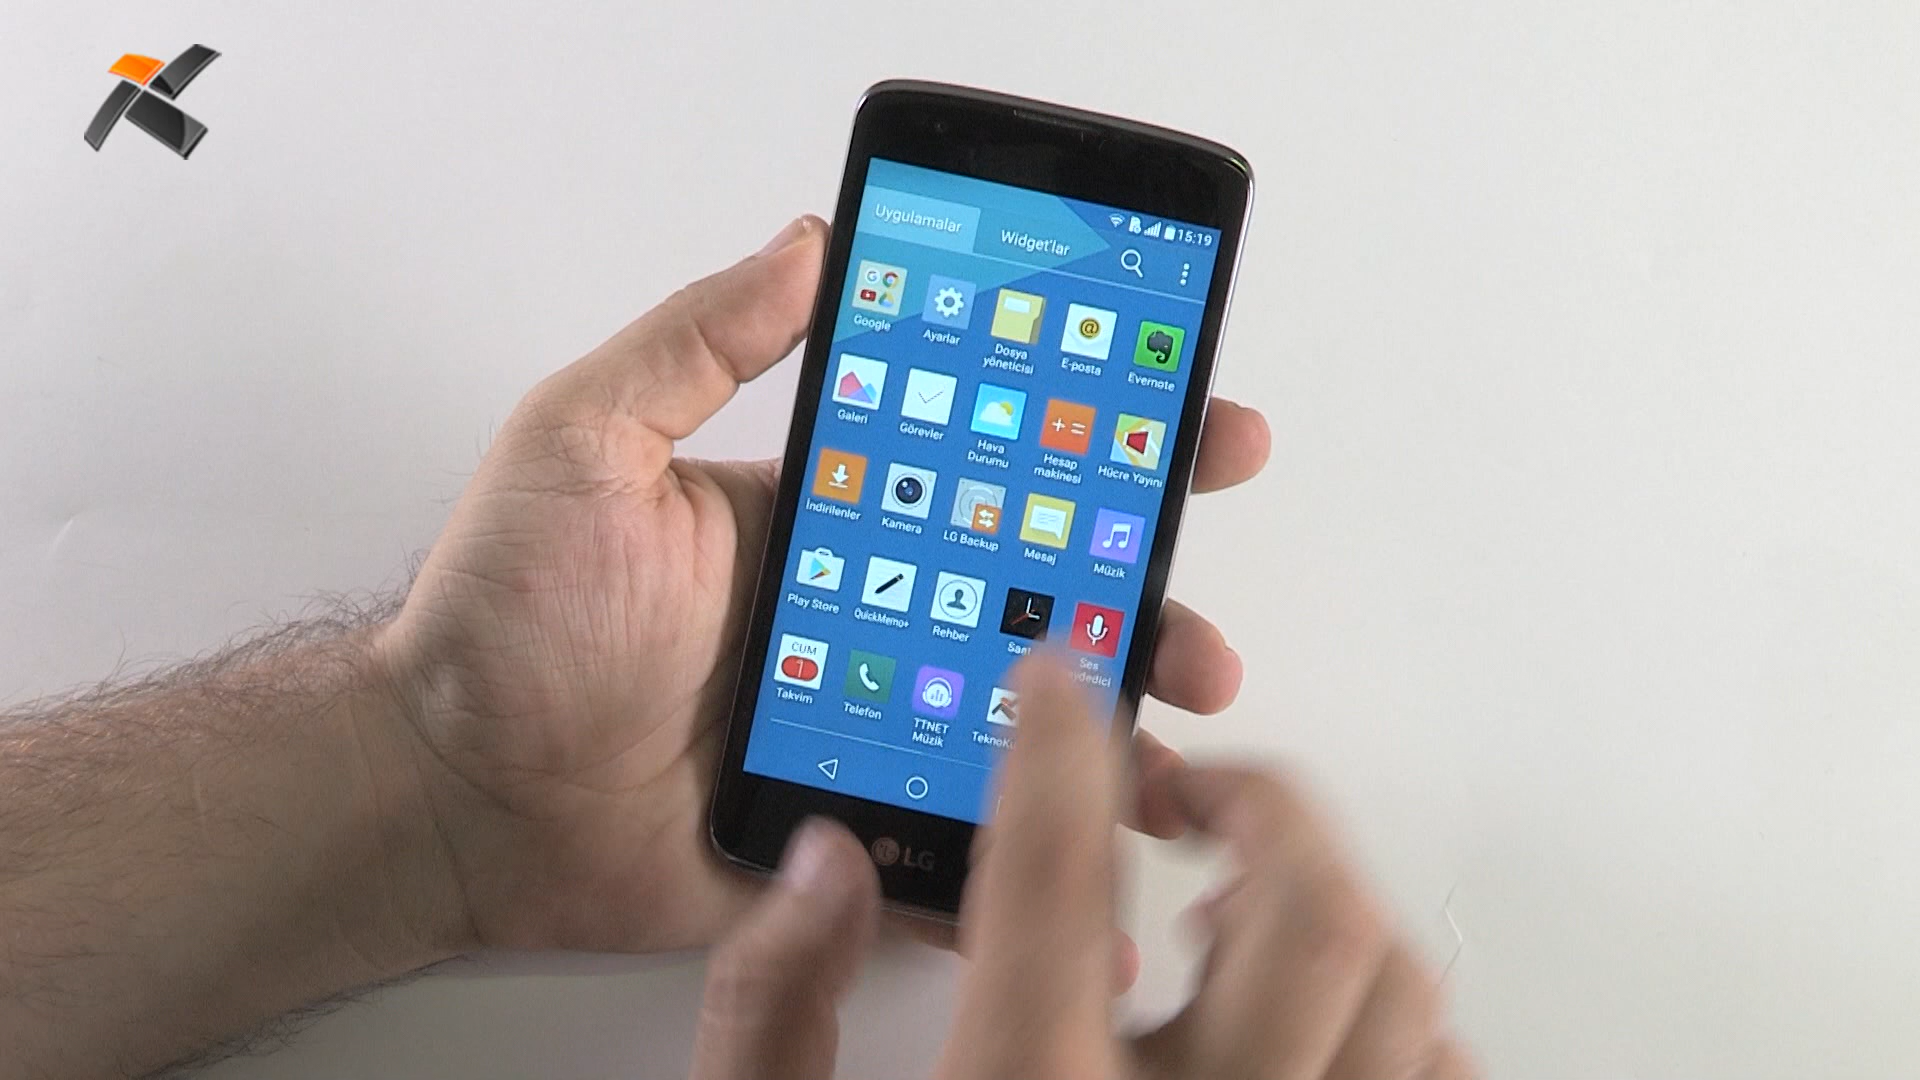 15:19
Uygulamalar
Widget'lar
Google
Ayarlar
Dosya
yöneticisi
E-posta
Evernote
Galeri
Görevler
Hava
Durumu
Hesap
makinesi
Hücre Yayını
İndirilenler
Kamera
LG Backup
Mesaj
Müzik
Play Store
QuickMemo+
Rehber
Ses
CUM
1
Takvim
Telefon
TTNET
Müzik
LG